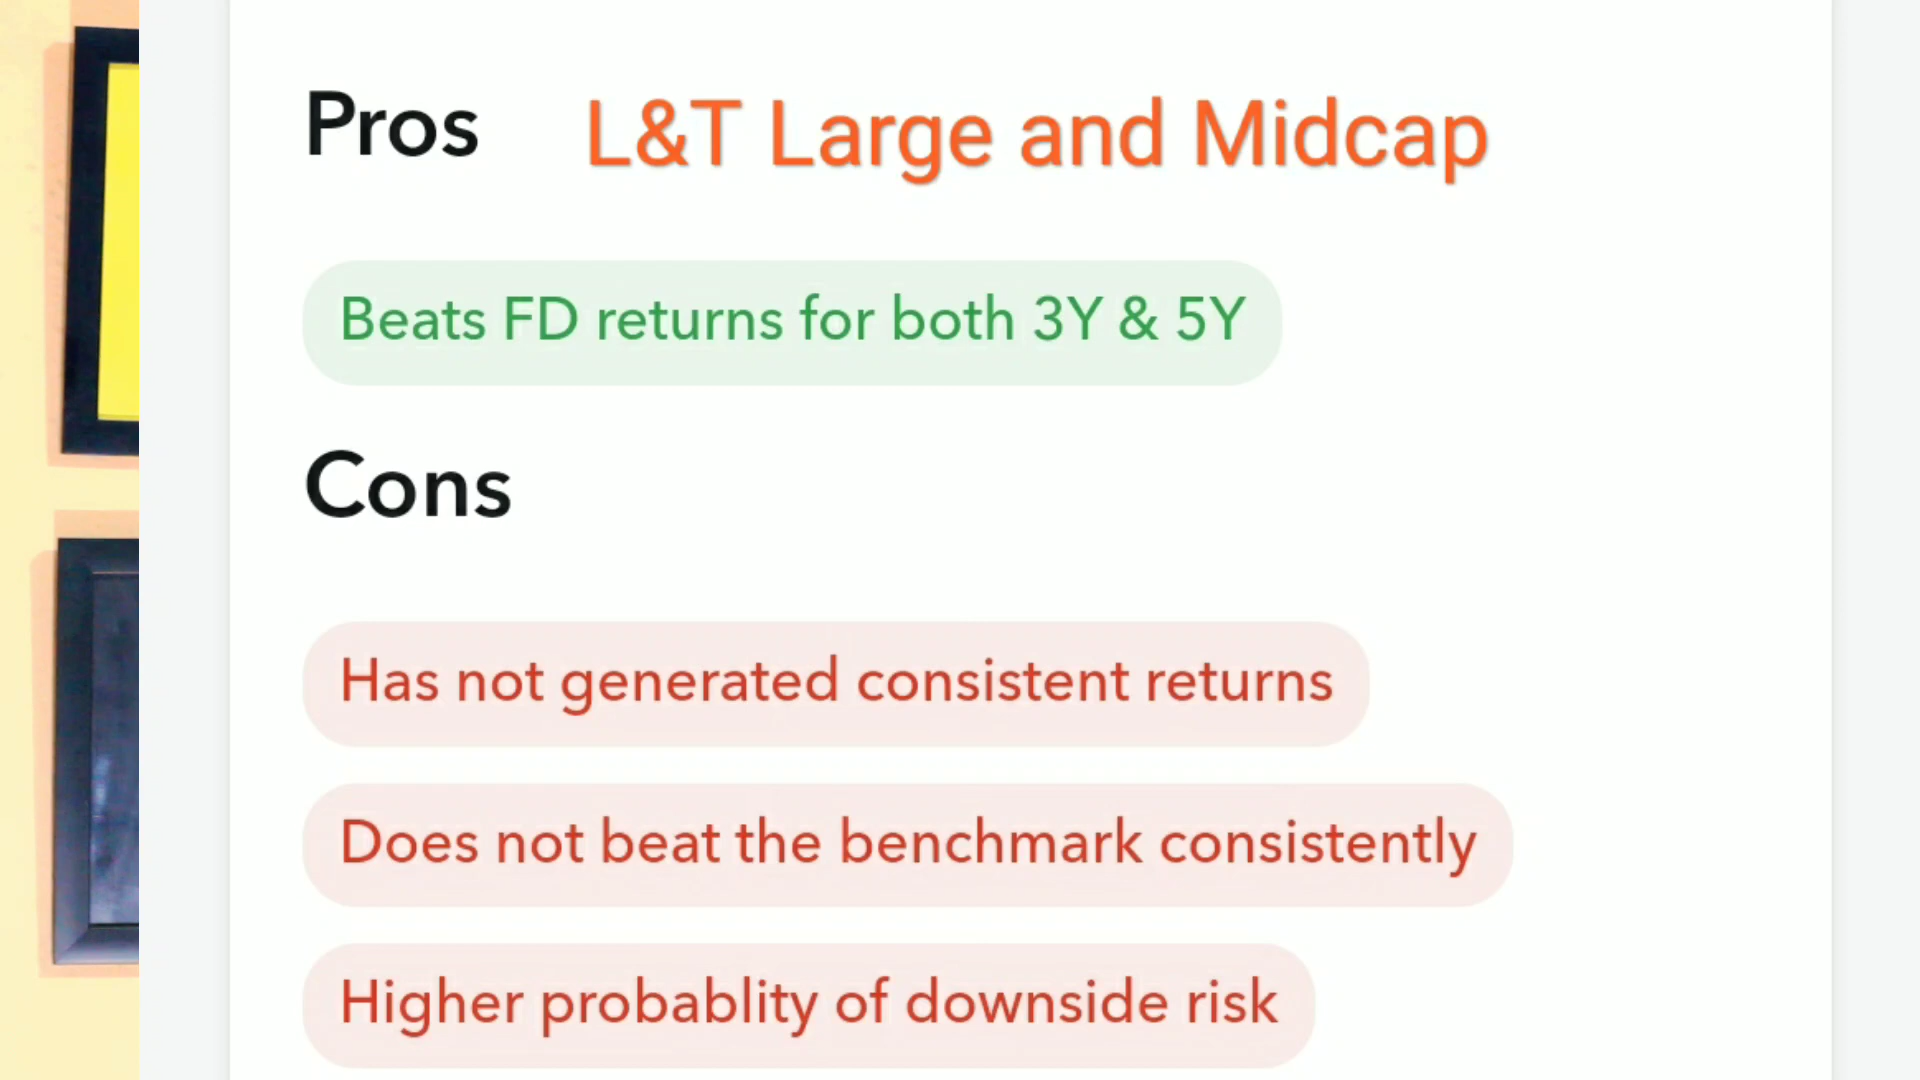 Pros L&T Large and Midcap
Beats FD returns for both 3Y & 5Y
Cons
Has not generated consistent returns
Does not beat the benchmark consistently
Higher probablity of downside risk